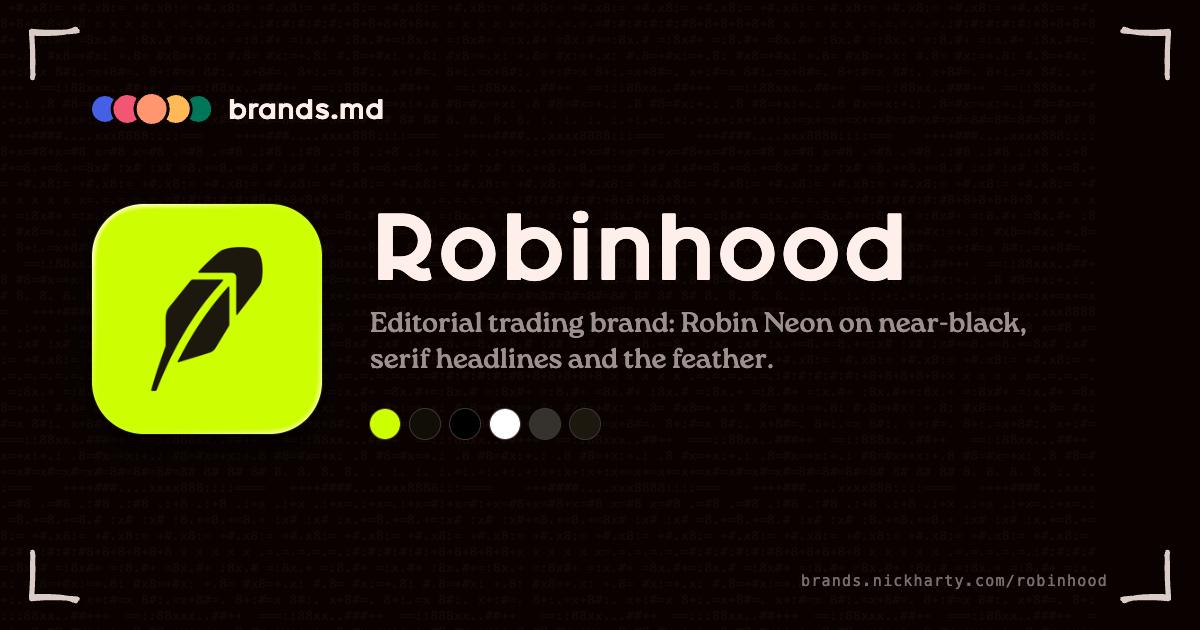 brands.md
Robinhood
Editorial trading brand: Robin Neon on near-black,
serif headlines and the feather.
brands.nickharty.com/robinhood